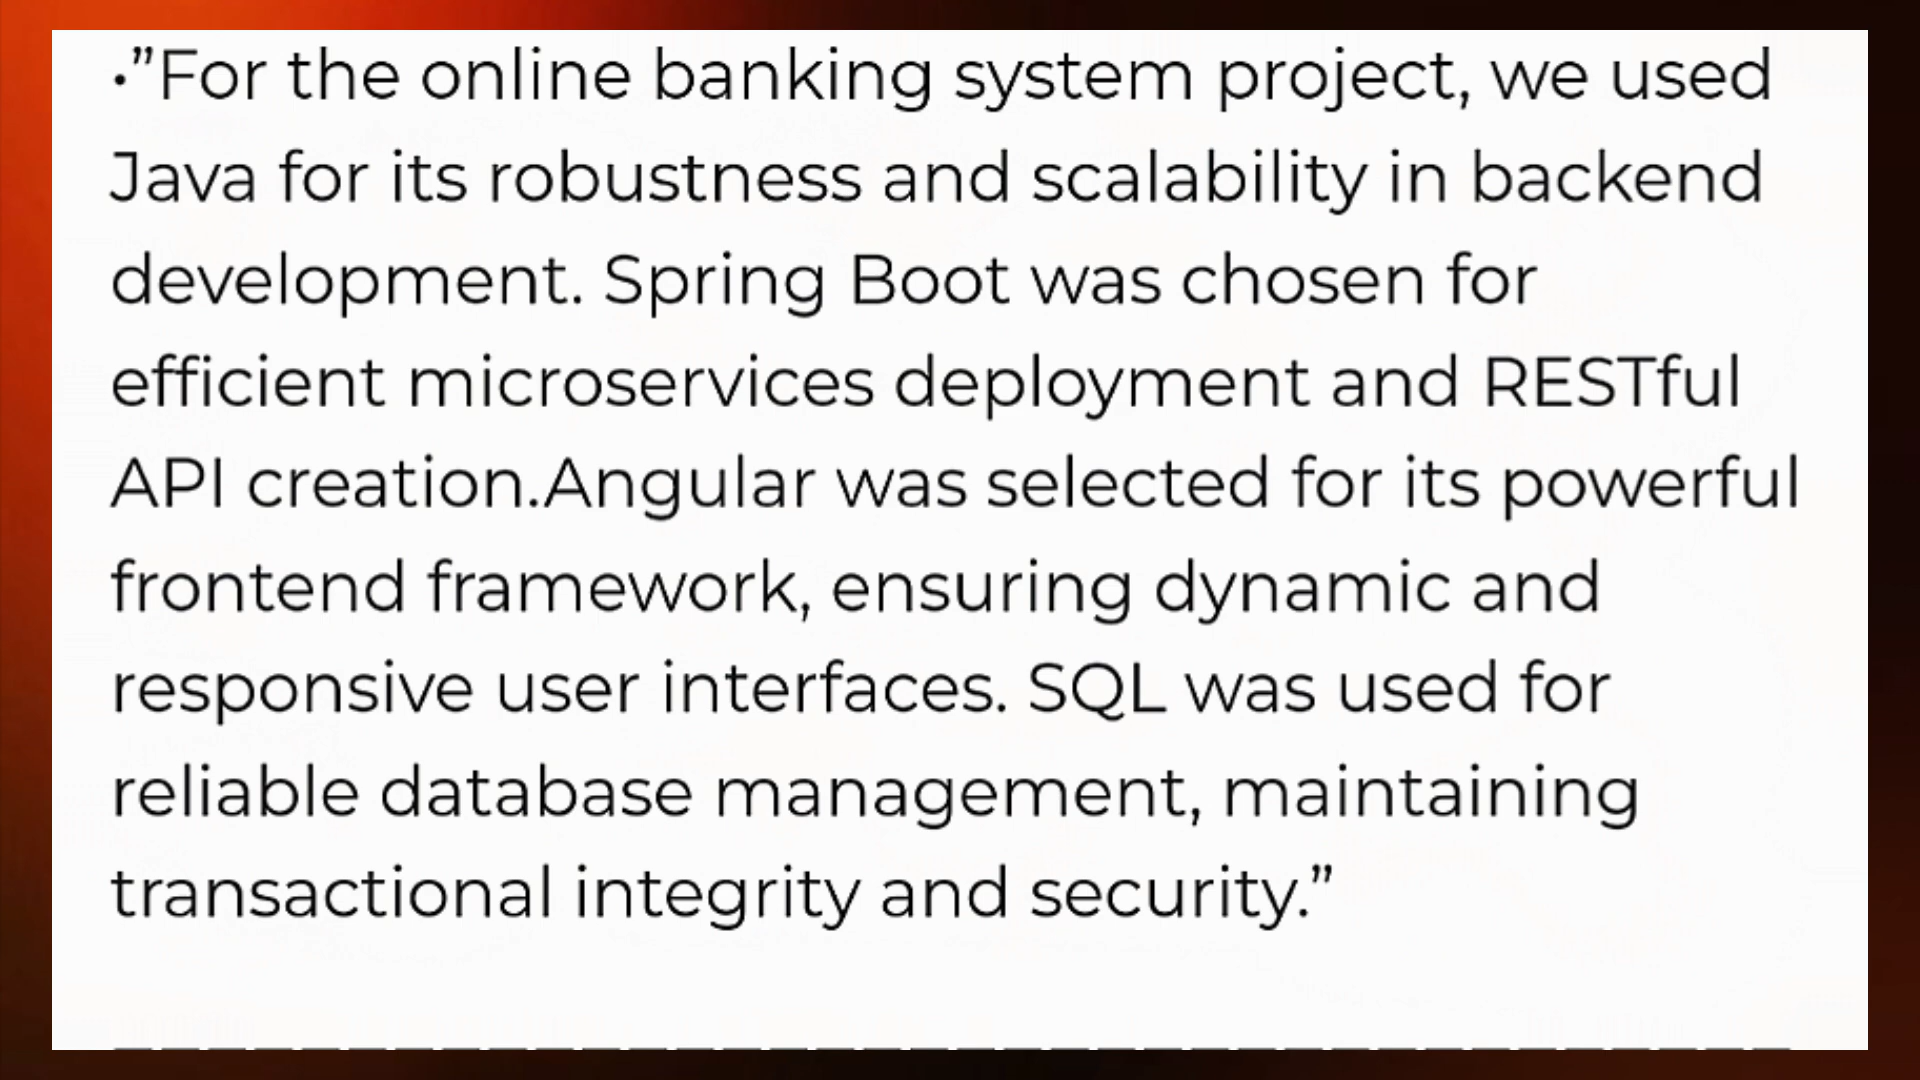 •”For the online banking system project, we used
Java for its robustness and scalability in backend
development. Spring Boot was chosen for
efficient microservices deployment and RESTful
API creation.Angular was selected for its powerful
frontend framework, ensuring dynamic and
responsive user interfaces. SQL was used for
reliable database management, maintaining
transactional integrity and security.”